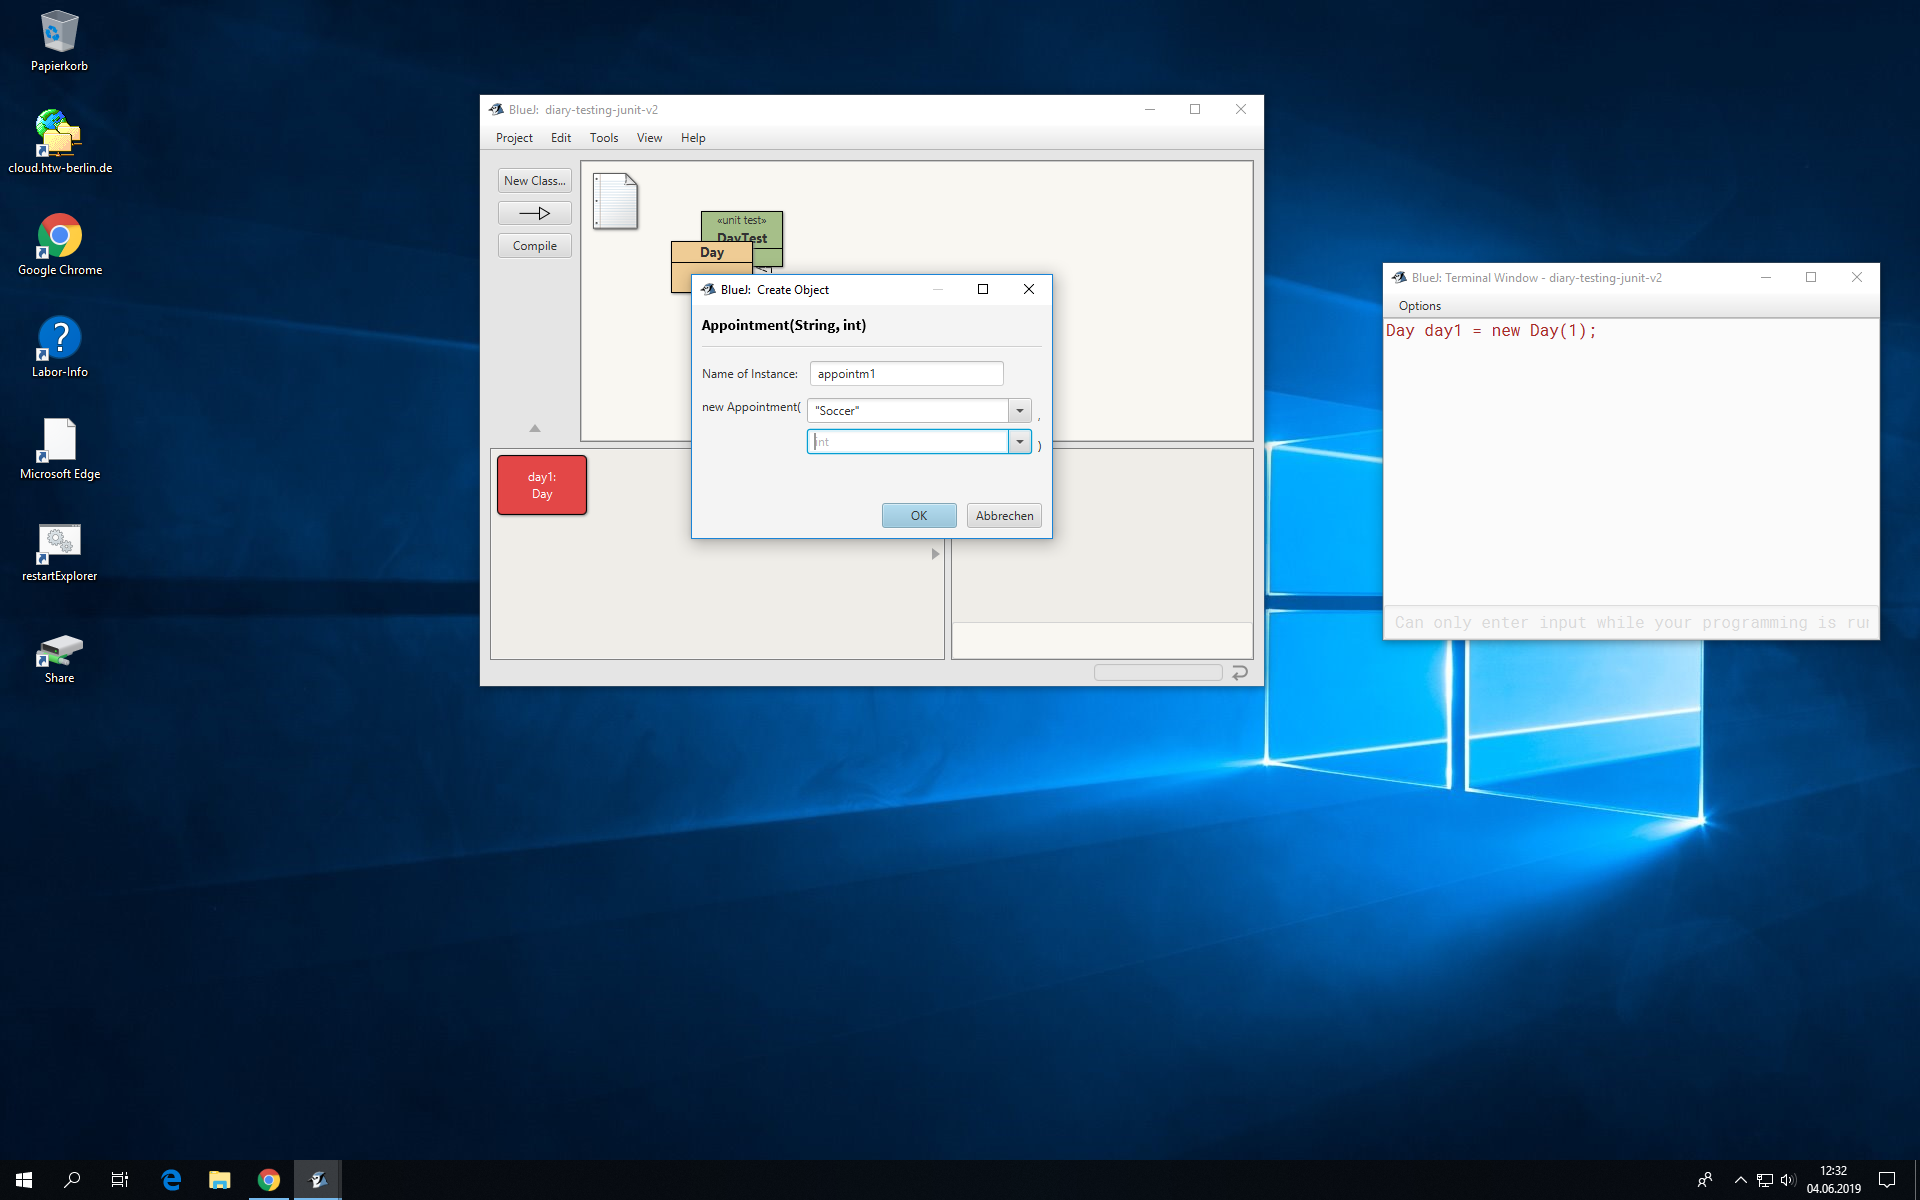 Papierkorb
cloud.htw-berlin.de
Google Chrome
?
Labor-Info
Microsoft Edge
restartExplorer
Share
BlueJ: diary-testing-junit-v2
Project Edit Tools View Help
New Class...
Compile
«unit test»
DayTest
Day
BlueJ: Create Object
Appointment(String, int)
Name of Instance: appointm1
new Appointment( "Soccer" ,
int )
OK Abbrechen
day1:
Day
BlueJ: Terminal Window - diary-testing-junit-v2
Options
Day day1 = new Day(1);
Can only enter input while your programming is run
12:32
04.06.2019